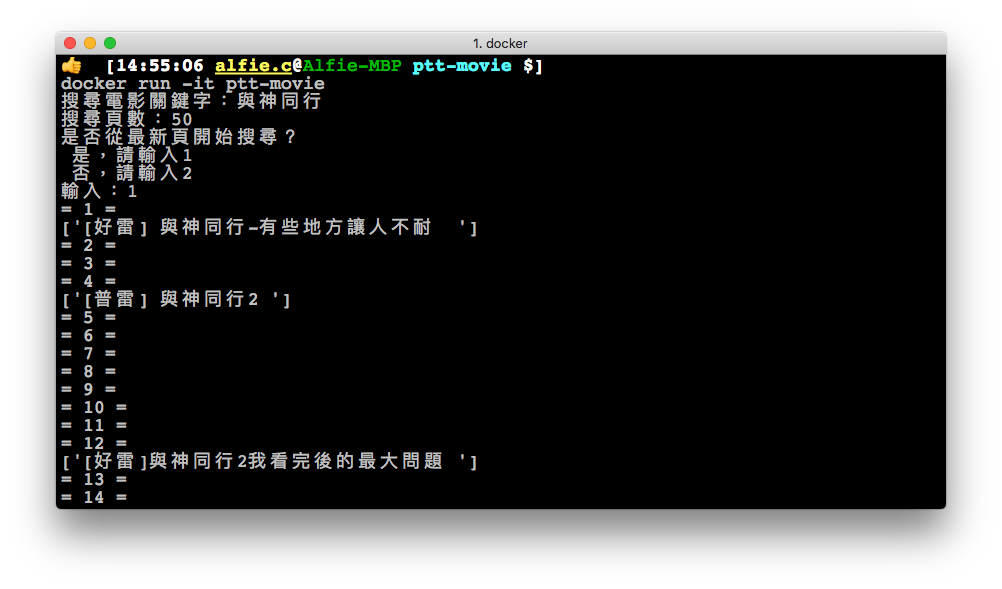 1. docker
👍 [14:55:06 alfie.c@Alfie-MBP ptt-movie $]
docker run -it ptt-movie
搜尋電影關鍵字：與神同行
搜尋頁數：50
是否從最新頁開始搜尋？
是，請輸入1
否，請輸入2
輸入：1
= 1 =
['[好雷] 與神同行-有些地方讓人不耐  ']
= 2 =
= 3 =
= 4 =
['[普雷] 與神同行2 ']
= 5 =
= 6 =
= 7 =
= 8 =
= 9 =
= 10 =
= 11 =
= 12 =
['[好雷]與神同行2我看完後的最大問題 ']
= 13 =
= 14 =